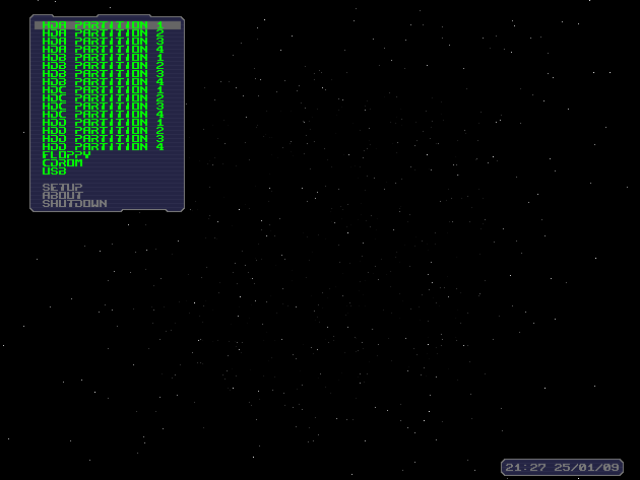 HDA PARTITION 1
HDA PARTITION 2
HDA PARTITION 3
HDA PARTITION 4
HDB PARTITION 1
HDB PARTITION 2
HDB PARTITION 3
HDB PARTITION 4
HDC PARTITION 1
HDC PARTITION 2
HDC PARTITION 3
HDC PARTITION 4
HDD PARTITION 1
HDD PARTITION 2
HDD PARTITION 3
HDD PARTITION 4
FLOPPY
CDROM
USB
SETUP
ABOUT
SHUTDOWN
21:27 25/01/09